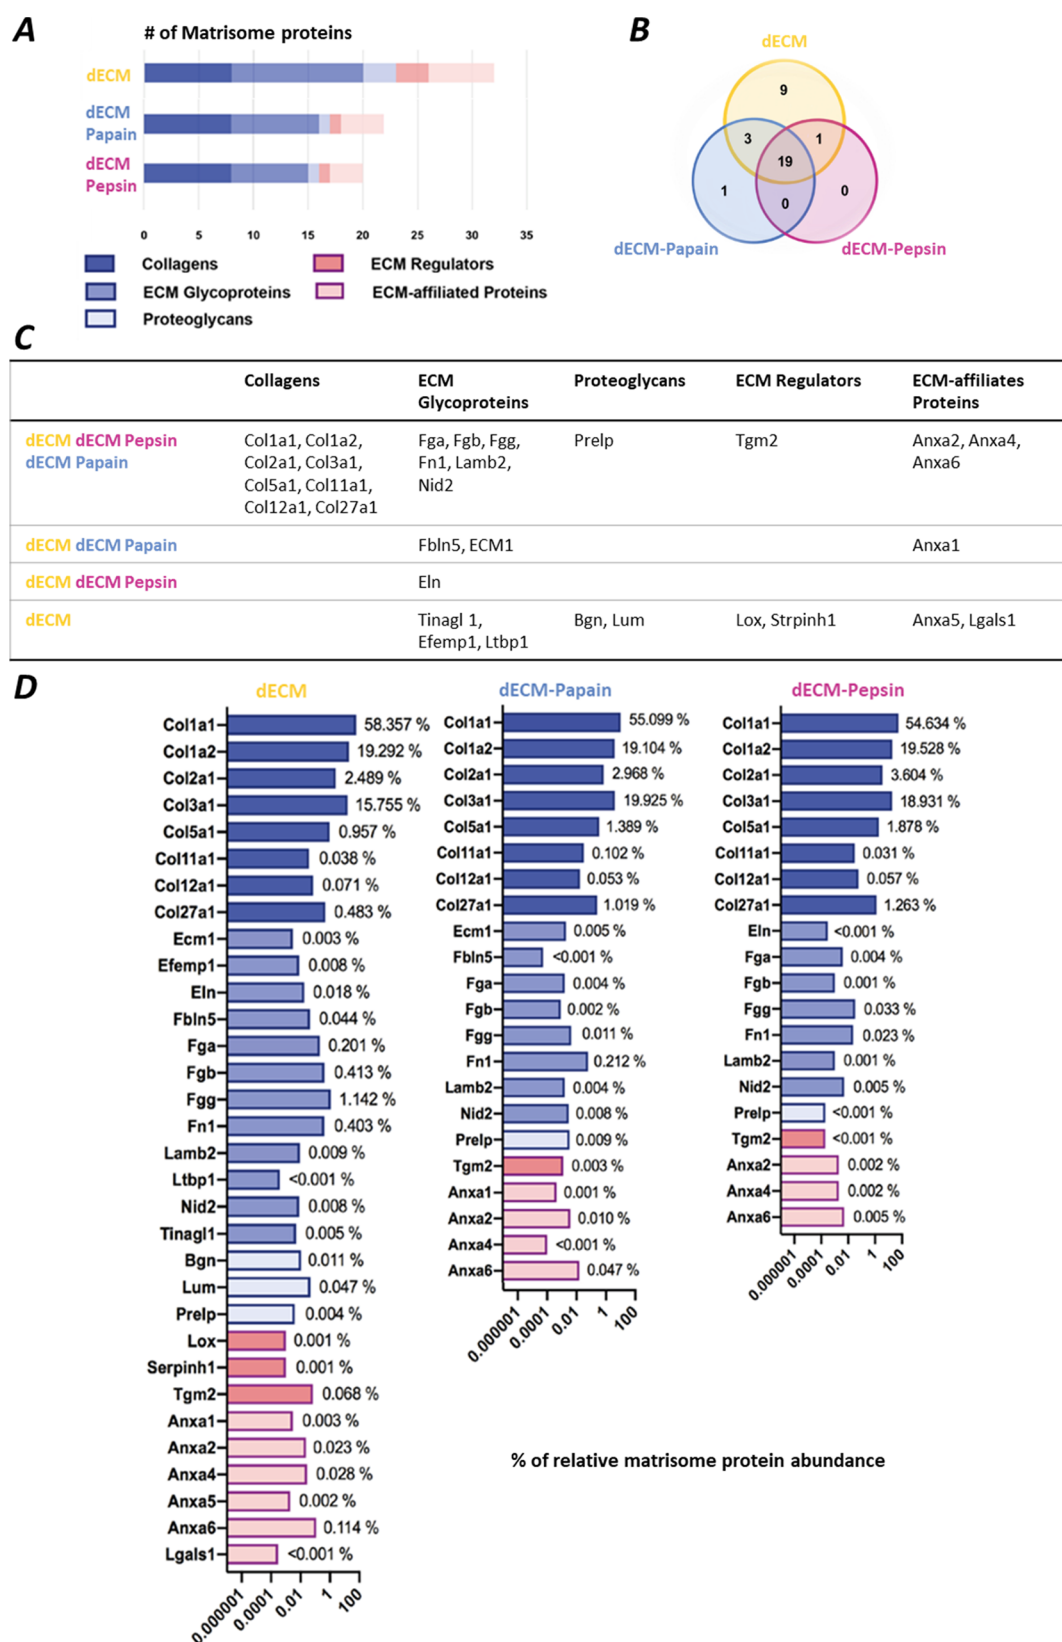 A
# of Matrisome proteins
dECM
dECM
Papain
dECM
Pepsin
0 5 10 15 20 25 30 35
Collagens
ECM Regulators
ECM Glycoproteins
ECM-affiliated Proteins
Proteoglycans
B
dECM
9
3
1
19
1
0
0
dECM-Papain
dECM-Pepsin
C
Collagens
ECM
Glycoproteins
Proteoglycans
ECM Regulators
ECM-affiliates
Proteins
dECM dECM Pepsin
dECM Papain
Col1a1, Col1a2,
Col2a1, Col3a1,
Col5a1, Col11a1,
Col12a1, Col27a1
Fga, Fgb, Fgg,
Fn1, Lamb2,
Nid2
Prelp
Tgm2
Anxa2, Anxa4,
Anxa6
dECM dECM Papain
Fbln5, ECM1
Anxa1
dECM dECM Pepsin
Eln
dECM
Tinagl 1,
Efemp1, Ltbp1
Bgn, Lum
Lox, Strpinh1
Anxa5, Lgals1
D
dECM
Col1a1 58.357 %
Col1a2 19.292 %
Col2a1 2.489 %
Col3a1 15.755 %
Col5a1 0.957 %
Col11a1 0.038 %
Col12a1 0.071 %
Col27a1 0.483 %
Ecm1 0.003 %
Efemp1 0.008 %
Eln 0.018 %
Fbln5 0.044 %
Fga 0.201 %
Fgb 0.413 %
Fgg 1.142 %
Fn1 0.403 %
Lamb2 0.009 %
Ltbp1 <0.001 %
Nid2 0.008 %
Tinagl1 0.005 %
Bgn 0.011 %
Lum 0.047 %
Prelp 0.004 %
Lox 0.001 %
Serpinh1 0.001 %
Tgm2 0.068 %
Anxa1 0.003 %
Anxa2 0.023 %
Anxa4 0.028 %
Anxa5 0.002 %
Anxa6 0.114 %
Lgals1 <0.001 %
0.000001 0.0001 0.01 1 100
dECM-Papain
Col1a1 55.099 %
Col1a2 19.104 %
Col2a1 2.968 %
Col3a1 19.925 %
Col5a1 1.389 %
Col11a1 0.102 %
Col12a1 0.053 %
Col27a1 1.019 %
Ecm1 0.005 %
Fbln5 <0.001 %
Fga 0.004 %
Fgb 0.002 %
Fgg 0.011 %
Fn1 0.212 %
Lamb2 0.004 %
Nid2 0.008 %
Prelp 0.009 %
Tgm2 0.003 %
Anxa1 0.001 %
Anxa2 0.010 %
Anxa4 <0.001 %
Anxa6 0.047 %
0.000001 0.0001 0.01 1 100
dECM-Pepsin
Col1a1 54.634 %
Col1a2 19.528 %
Col2a1 3.604 %
Col3a1 18.931 %
Col5a1 1.878 %
Col11a1 0.031 %
Col12a1 0.057 %
Col27a1 1.263 %
Eln <0.001 %
Fga 0.004 %
Fgb 0.001 %
Fgg 0.033 %
Fn1 0.023 %
Lamb2 0.001 %
Nid2 0.005 %
Prelp <0.001 %
Tgm2 <0.001 %
Anxa2 0.002 %
Anxa4 0.002 %
Anxa6 0.005 %
0.000001 0.0001 0.01 1 100
% of relative matrisome protein abundance